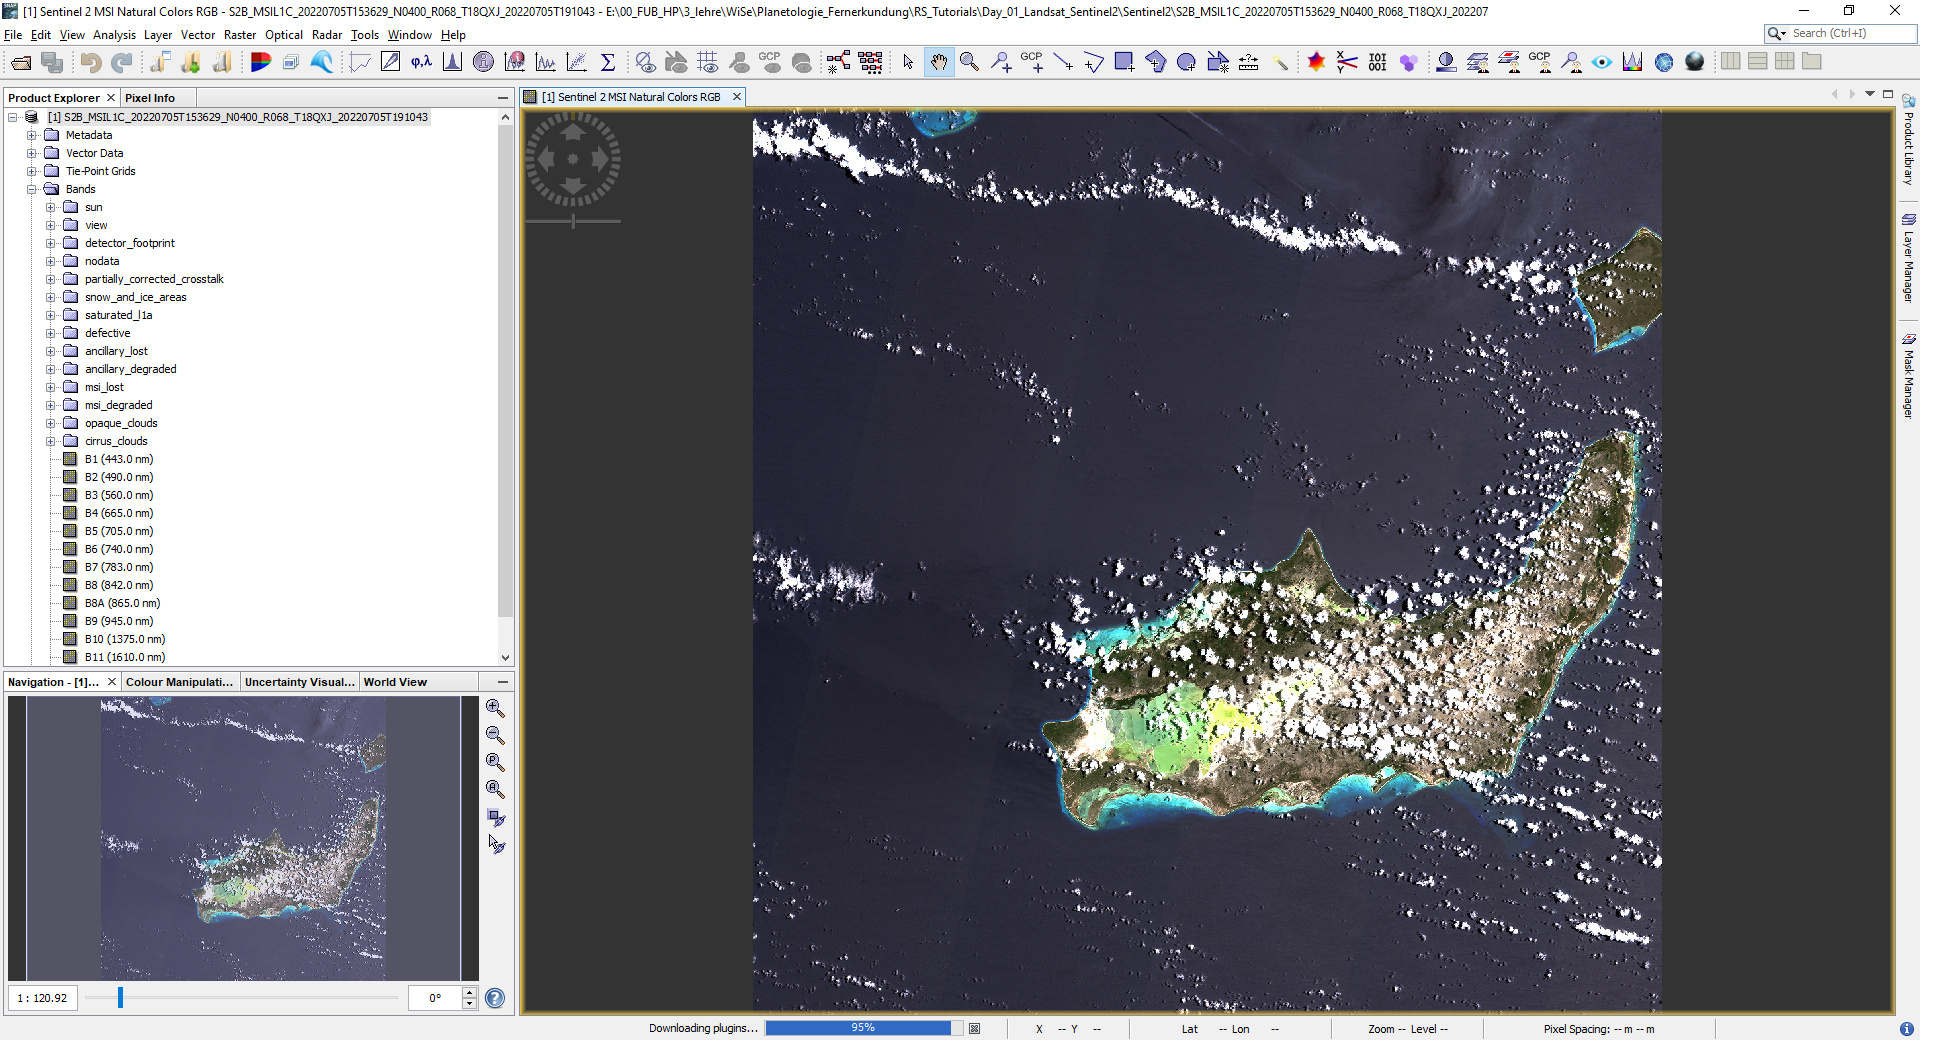 [1] Sentinel 2 MSI Natural Colors RGB - S2B_MSIL1C_20220705T153629_N0400_R068_T18QXJ_20220705T191043 - E:\00_FUB_HP\3_lehre\WiSe\Planetologie_Fernerkundung\RS_Tutorials\Day_01_Landsat_Sentinel2\Sentinel2\S2B_MSIL1C_20220705T153629_N0400_R068_T18QXJ_202207
File Edit View Analysis Layer Vector Raster Optical Radar Tools Window Help
Search (Ctrl+I)
φ,λ
Σ
GCP
GCP
GCP
Product Explorer
Pixel Info
[1] Sentinel 2 MSI Natural Colors RGB
[1] S2B_MSIL1C_20220705T153629_N0400_R068_T18QXJ_20220705T191043
Metadata
Vector Data
Tie-Point Grids
Bands
sun
view
detector_footprint
nodata
partially_corrected_crosstalk
snow_and_ice_areas
saturated_l1a
defective
ancillary_lost
ancillary_degraded
msi_lost
msi_degraded
opaque_clouds
cirrus_clouds
B1 (443.0 nm)
B2 (490.0 nm)
B3 (560.0 nm)
B4 (665.0 nm)
B5 (705.0 nm)
B6 (740.0 nm)
B7 (783.0 nm)
B8 (842.0 nm)
B8A (865.0 nm)
B9 (945.0 nm)
B10 (1375.0 nm)
B11 (1610.0 nm)
Product Library
Layer Manager
Mask Manager
Navigation - [1]...
Colour Manipulati...
Uncertainty Visual...
World View
1 : 120.92
0°
Downloading plugins...
95%
X -- Y --
Lat -- Lon --
Zoom -- Level --
Pixel Spacing: -- m -- m